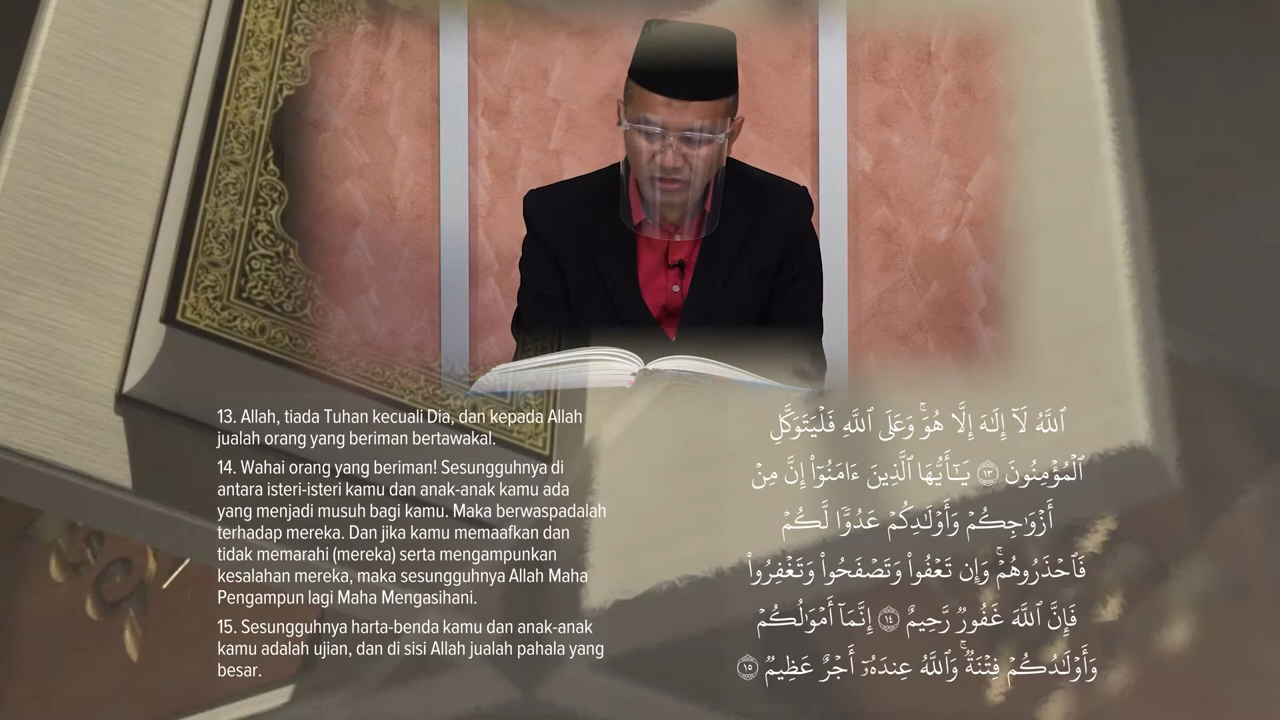 13. Allah, tiada Tuhan kecuali Dia, dan kepada Allah
jualah orang yang beriman bertawakal.
14. Wahai orang yang beriman! Sesungguhnya di
antara isteri-isteri kamu dan anak-anak kamu ada
yang menjadi musuh bagi kamu. Maka berwaspadalah
terhadap mereka. Dan jika kamu memaafkan dan
tidak memarahi (mereka) serta mengampunkan
kesalahan mereka, maka sesungguhnya Allah Maha
Pengampun lagi Maha Mengasihani.
15. Sesungguhnya harta-benda kamu dan anak-anak
kamu adalah ujian, dan di sisi Allah jualah pahala yang
besar.
ٱللَّهُ لَآ إِلَـٰهَ إِلَّا هُوَۚ وَعَلَى ٱللَّهِ فَلْيَتَوَكَّلِ
ٱلْمُؤْمِنُونَ ١٣ يَـٰٓأَيُّهَا ٱلَّذِينَ ءَامَنُوٓا۟ إِنَّ مِنْ
أَزْوَٰجِكُمْ وَأَوْلَـٰدِكُمْ عَدُوًّا لَّكُمْ
فَٱحْذَرُوهُمْۚ وَإِن تَعْفُوا۟ وَتَصْفَحُوا۟ وَتَغْفِرُوا۟
فَإِنَّ ٱللَّهَ غَفُورٌ رَّحِيمٌ ١٤ إِنَّمَآ أَمْوَٰلُكُمْ
وَأَوْلَـٰدُكُمْ فِتْنَةٌۚ وَٱللَّهُ عِندَهُۥٓ أَجْرٌ عَظِيمٌ ١٥